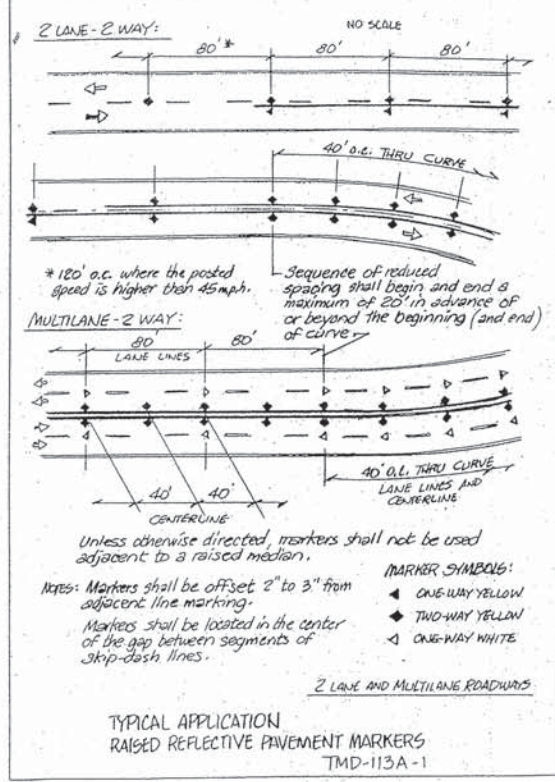 2 LANE-2 WAY:
NO SCALE
80'* 80' 80'
40' o.c. THRU CURVE
* 120' o.c. where the posted
speed is higher than 45 m.p.h.
Sequence of reduced
spacing shall begin and end a
maximum of 20' in advance of
or beyond the beginning (and end)
of curve.
MULTILANE-2 WAY:
80' 80'
LANE LINES
40' O.C. THRU CURVE
LANE LINES AND
CENTERLINE
40' 40'
CENTERLINE
Unless otherwise directed, markers shall not be used
adjacent to a raised median.
NOTES: Markers shall be offset 2" to 3" from
adjacent line marking.
Markers shall be located in the center
of the gap between segments of
skip-dash lines.
MARKER SYMBOLS:
ONE-WAY YELLOW
TWO-WAY YELLOW
ONE-WAY WHITE
2 LANE AND MULTILANE ROADWAYS
TYPICAL APPLICATION
RAISED REFLECTIVE PAVEMENT MARKERS
TMD-113A-1